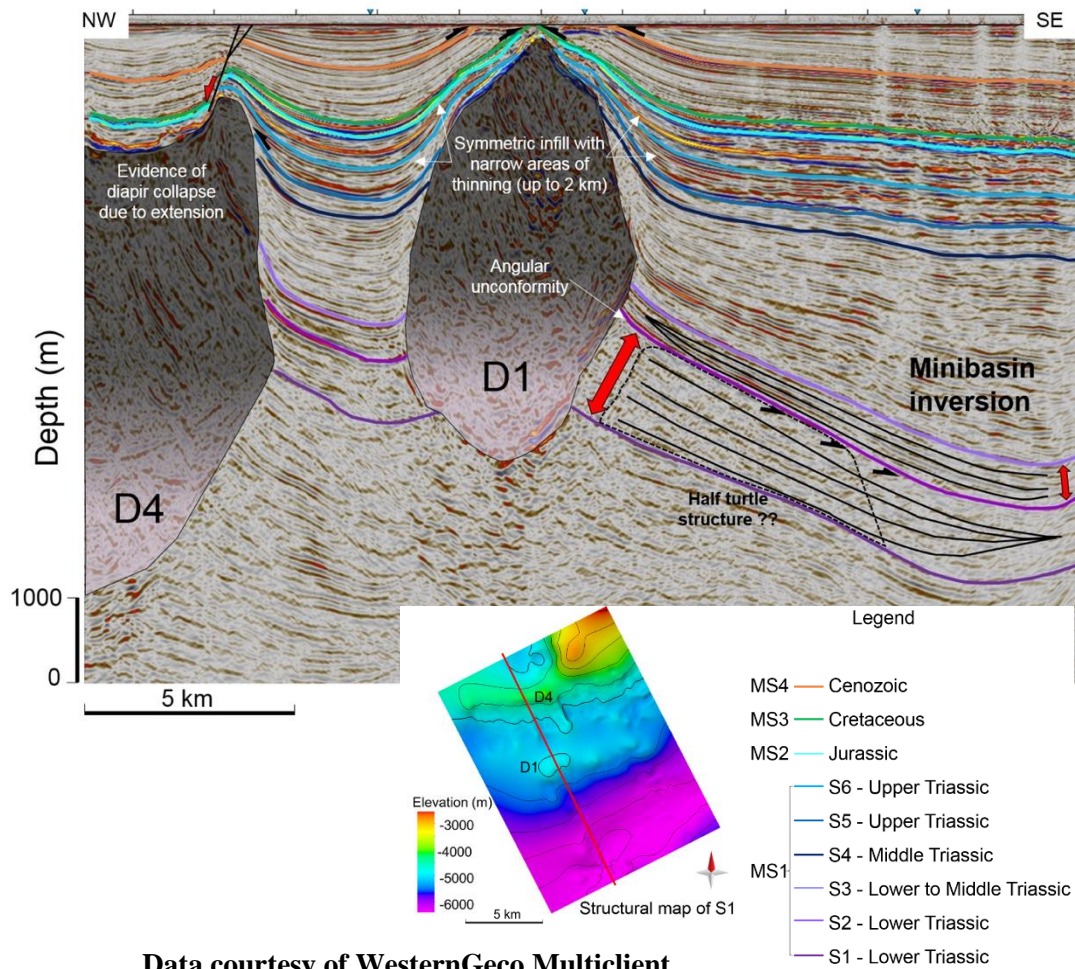 NW
SE
Evidence of
diapir collapse
due to extension
Symmetric infill with
narrow areas of
thinning (up to 2 km)
Angular
unconformity
Depth (m)
D1
Minibasin
inversion
D4
Half turtle
structure ??
1000
0
5 km
Legend
MS4 Cenozoic
MS3 Cretaceous
MS2 Jurassic
S6 - Upper Triassic
S5 - Upper Triassic
S4 - Middle Triassic
MS1
S3 - Lower to Middle Triassic
S2 - Lower Triassic
S1 - Lower Triassic
D4
D1
Elevation (m)
-3000
-4000
-5000
-6000
5 km
Structural map of S1
Data courtesy of WesternGeco Multiclient